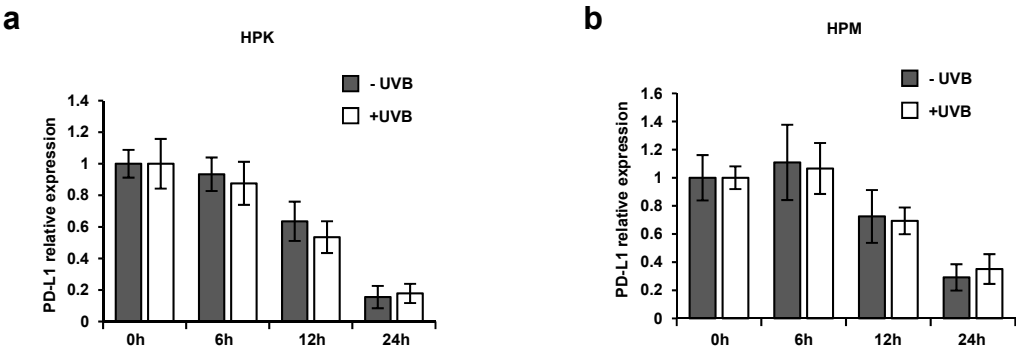 a
HPK
- UVB
+UVB
PD-L1 relative expression
1.4
1.2
1
0.8
0.6
0.4
0.2
0
0h 6h 12h 24h
b
HPM
- UVB
+UVB
PD-L1 relative expression
1.6
1.4
1.2
1
0.8
0.6
0.4
0.2
0
0h 6h 12h 24h